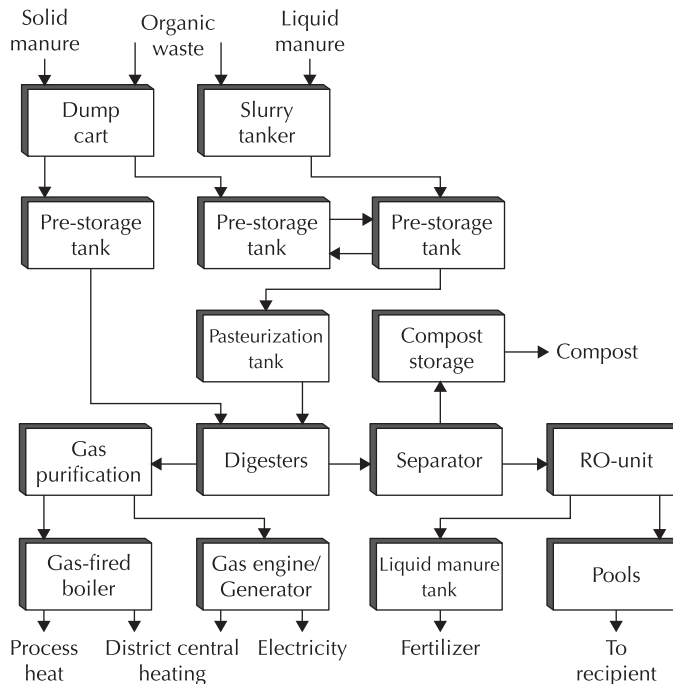 Solid
manure
Organic
waste
Liquid
manure
Dump
cart
Slurry
tanker
Pre-storage
tank
Pre-storage
tank
Pre-storage
tank
Pasteurization
tank
Compost
storage
Compost
Gas
purification
Digesters
Separator
RO-unit
Gas-fired
boiler
Gas engine/
Generator
Liquid manure
tank
Pools
Process
heat
District central
heating
Electricity
Fertilizer
To
recipient